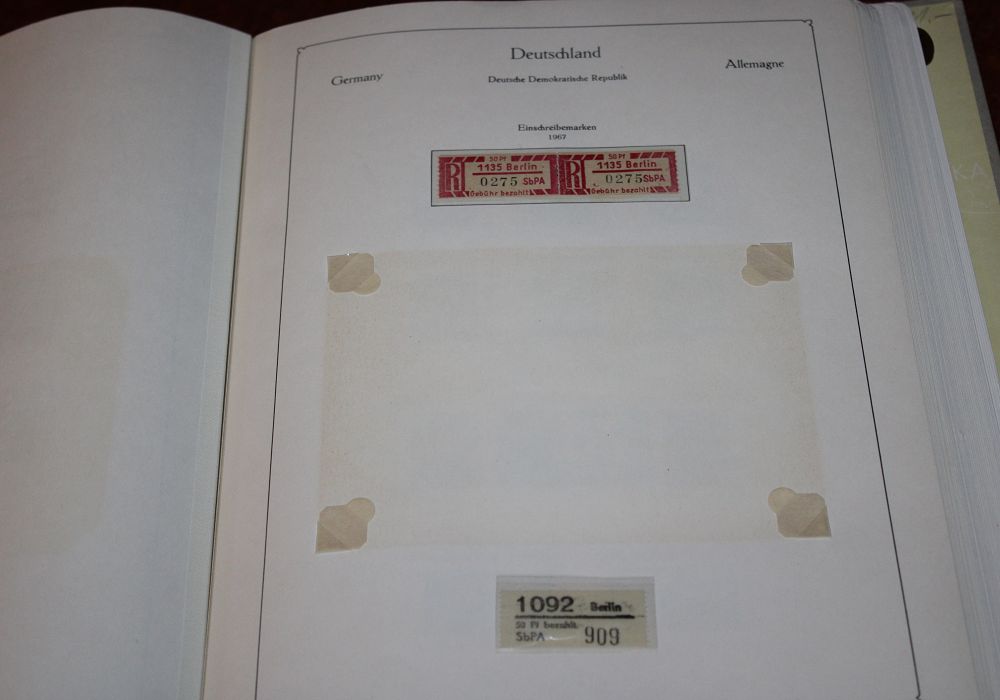 Deutschland
Germany
Deutsche Demokratische Republik
Allemagne
Einschreibemarken
1967
50 Pf
R 1135 Berlin
0275 SbPA
Gebühr bezahlt
50 Pf
R 1135 Berlin
0275 SbPA
Gebühr bezahlt
1092 Berlin
50 Pf bezahlt
SbPA 909